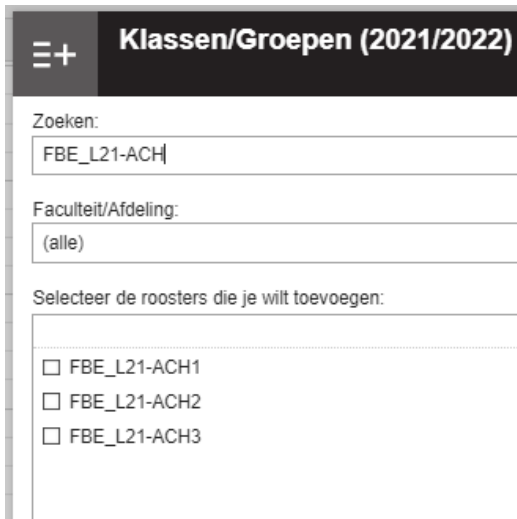 Klassen/Groepen (2021/2022)
Zoeken:
FBE_L21-ACH
Faculteit/Afdeling:
(alle)
Selecteer de roosters die je wilt toevoegen:
FBE_L21-ACH1
FBE_L21-ACH2
FBE_L21-ACH3